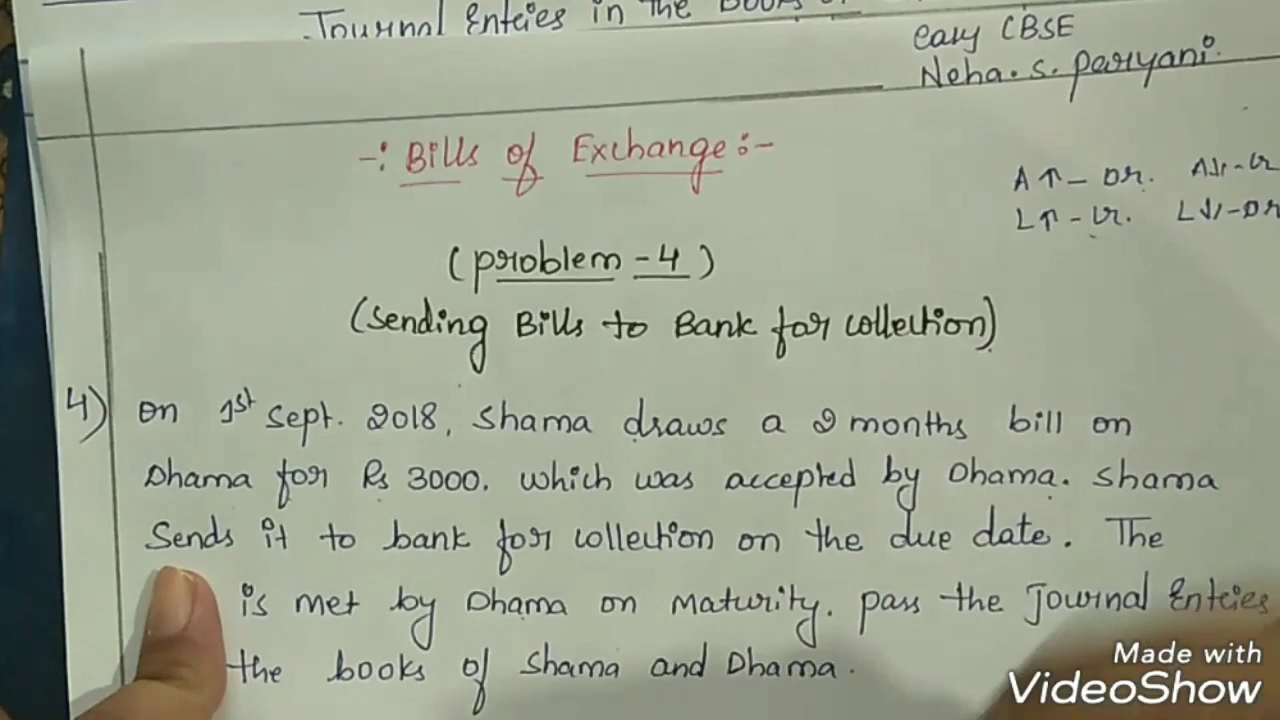 Journal Entries in the Books of
easy CBSE
Neha. S. Paryani.
-: Bills of Exchange :-
A↑ - Dr. A↓ - Cr
L↑ - Cr. L↓ - Dr
(problem - 4)
(Sending Bills to Bank for collection)
4) On 1st Sept. 2018, Shama draws a 2 months bill on
Dhama for Rs 3000. which was accepted by Dhama. Shama
Sends it to bank for collection on the due date. The
is met by Dhama on Maturity. pass the Journal Entries
the books of Shama and Dhama.
Made with
VideoShow